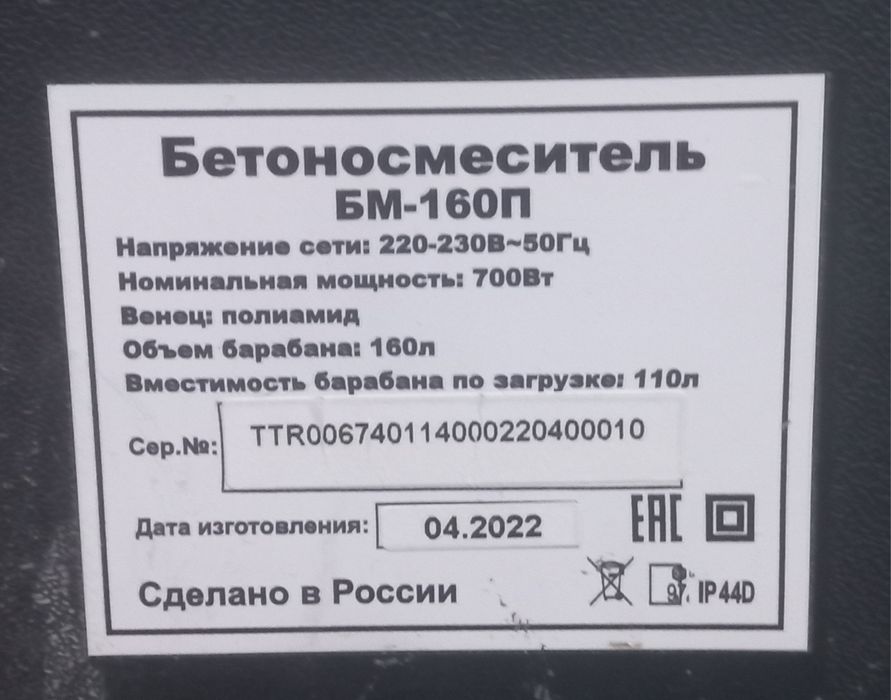 Бетоносмеситель
БМ-160П
Напряжение сети: 220-230В~50Гц
Номинальная мощность: 700Вт
Венец: полиамид
Объем барабана: 160л
Вместимость барабана по загрузке: 110л
Сер.№: TTR006740114000220400010
Дата изготовления: 04.2022
ЕАС
Сделано в России IP44D